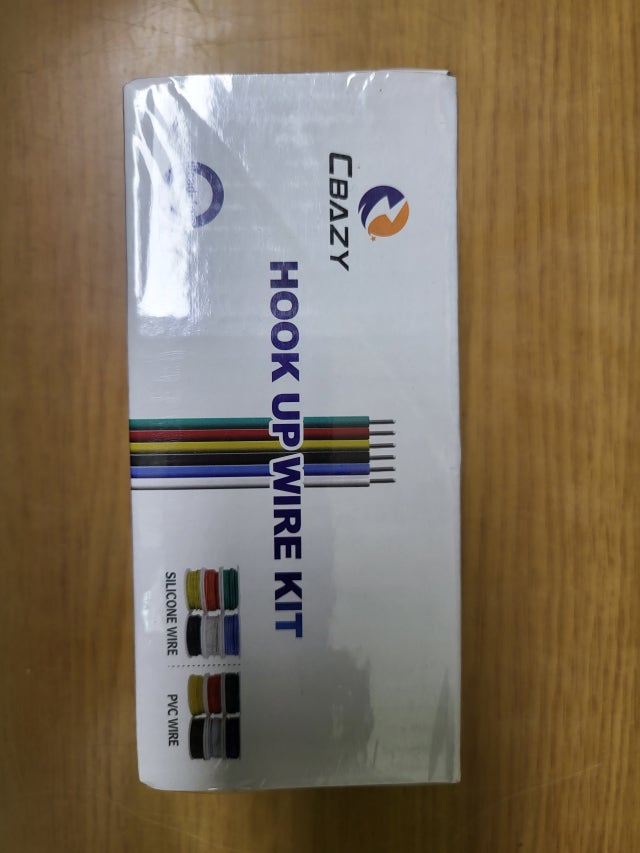 CBAZY
HOOK UP WIRE KIT
SILICONE WIRE
PVC WIRE